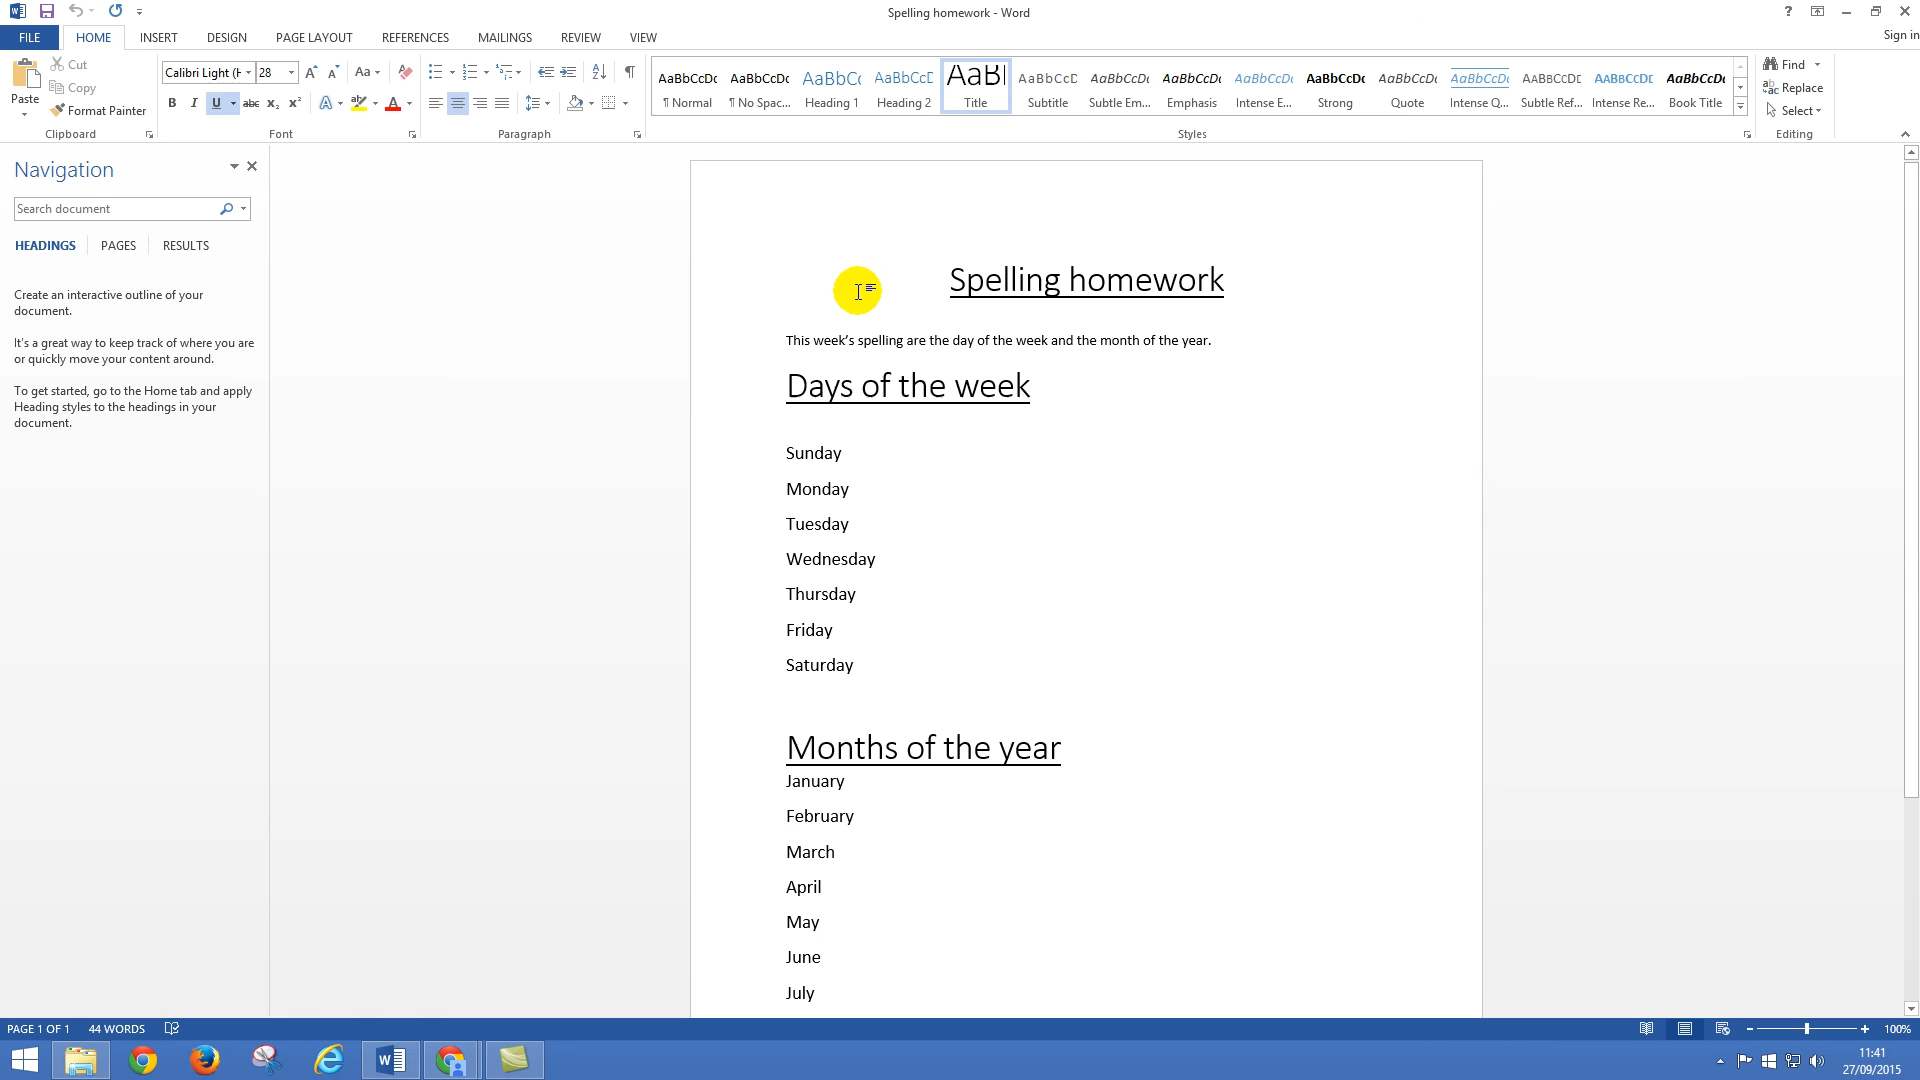 Spelling homework - Word
?
FILE HOME INSERT DESIGN PAGE LAYOUT REFERENCES MAILINGS REVIEW VIEW Sign in
Paste
Cut
Copy
Format Painter
Clipboard
Calibri Light (H 28 A A Aa
B I U abc x₂ x² A aby A
Font
Paragraph
AaBbCcDc AaBbCcDc AaBbCc AaBbCcD AaBl AaBbCcD AaBbCcDc AaBbCcDc AaBbCcDc AaBbCcDc AaBbCcDc AaBbCcDc AABBCCDE AABBCCDE AaBbCcDc
¶ Normal ¶ No Spac... Heading 1 Heading 2 Title Subtitle Subtle Em... Emphasis Intense E... Strong Quote Intense Q... Subtle Ref... Intense Re... Book Title
Styles
Find
Replace
Select
Editing
Navigation
Search document
HEADINGS PAGES RESULTS
Create an interactive outline of your
document.
It's a great way to keep track of where you are
or quickly move your content around.
To get started, go to the Home tab and apply
Heading styles to the headings in your
document.
Spelling homework
This week's spelling are the day of the week and the month of the year.
Days of the week
Sunday
Monday
Tuesday
Wednesday
Thursday
Friday
Saturday
Months of the year
January
February
March
April
May
June
July
PAGE 1 OF 1 44 WORDS 100%
11:41
27/09/2015